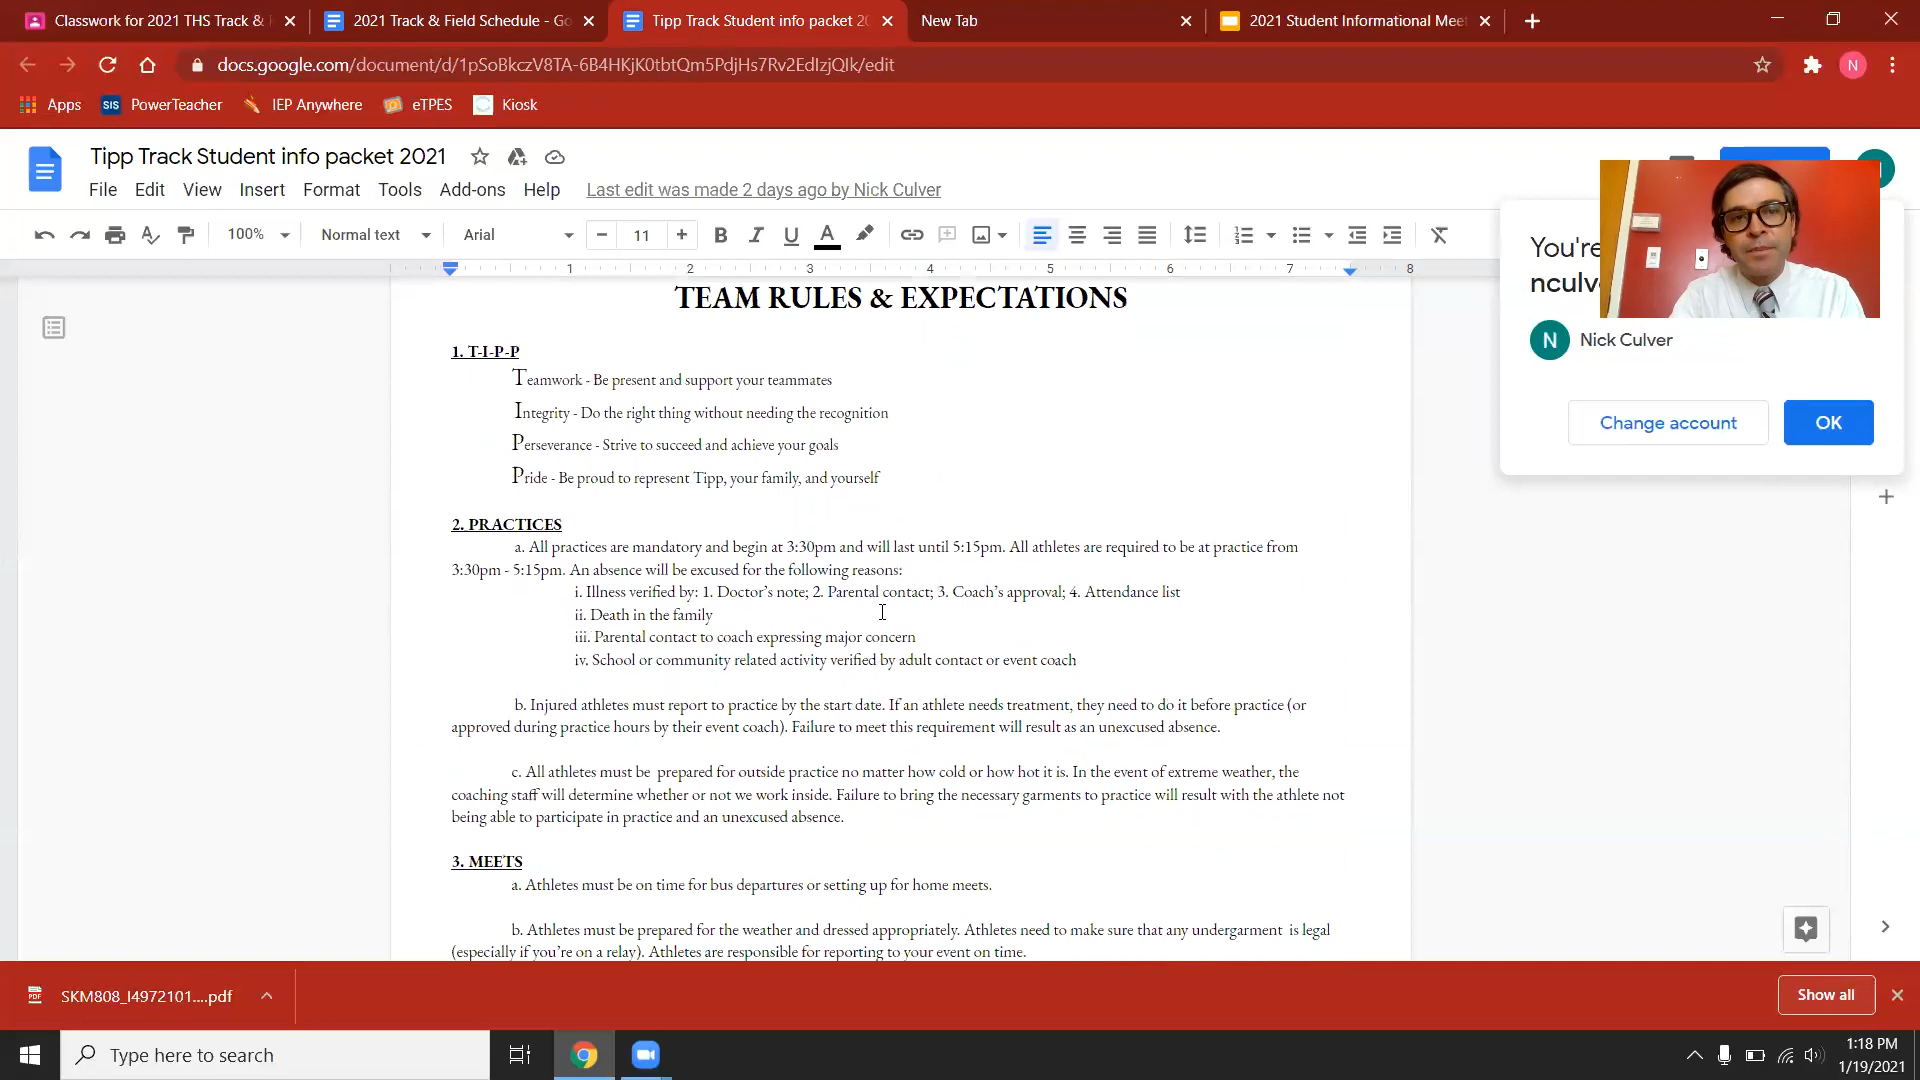 Classwork for 2021 THS Track &
2021 Track & Field Schedule - Go
Tipp Track Student info packet 20
New Tab
2021 Student Informational Meet
docs.google.com/document/d/1pSoBkczV8TA-6B4HKjK0tbtQm5PdjHs7Rv2EdIzjQIk/edit
N
Apps
SIS PowerTeacher
IEP Anywhere
eTPES
Kiosk
Tipp Track Student info packet 2021
File Edit View Insert Format Tools Add-ons Help
Last edit was made 2 days ago by Nick Culver
100% Normal text Arial 11
1 2 3 4 5 6 7 8
You're
nculv
N Nick Culver
Change account OK
TEAM RULES & EXPECTATIONS
1. T-I-P-P
Teamwork - Be present and support your teammates
Integrity - Do the right thing without needing the recognition
Perseverance - Strive to succeed and achieve your goals
Pride - Be proud to represent Tipp, your family, and yourself
2. PRACTICES
a. All practices are mandatory and begin at 3:30pm and will last until 5:15pm. All athletes are required to be at practice from
3:30pm - 5:15pm. An absence will be excused for the following reasons:
i. Illness verified by: 1. Doctor's note; 2. Parental contact; 3. Coach's approval; 4. Attendance list
ii. Death in the family
iii. Parental contact to coach expressing major concern
iv. School or community related activity verified by adult contact or event coach
b. Injured athletes must report to practice by the start date. If an athlete needs treatment, they need to do it before practice (or
approved during practice hours by their event coach). Failure to meet this requirement will result as an unexcused absence.
c. All athletes must be prepared for outside practice no matter how cold or how hot it is. In the event of extreme weather, the
coaching staff will determine whether or not we work inside. Failure to bring the necessary garments to practice will result with the athlete not
being able to participate in practice and an unexcused absence.
3. MEETS
a. Athletes must be on time for bus departures or setting up for home meets.
b. Athletes must be prepared for the weather and dressed appropriately. Athletes need to make sure that any undergarment is legal
(especially if you're on a relay). Athletes are responsible for reporting to your event on time.
PDF SKM808_I4972101....pdf
Show all
Type here to search
1:18 PM
1/19/2021